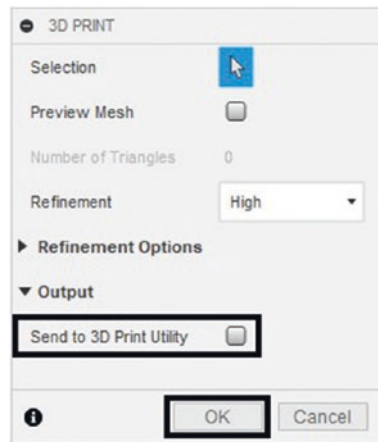 3D PRINT
Selection
Preview Mesh
Number of Triangles 0
Refinement High
Refinement Options
Output
Send to 3D Print Utility
OK Cancel